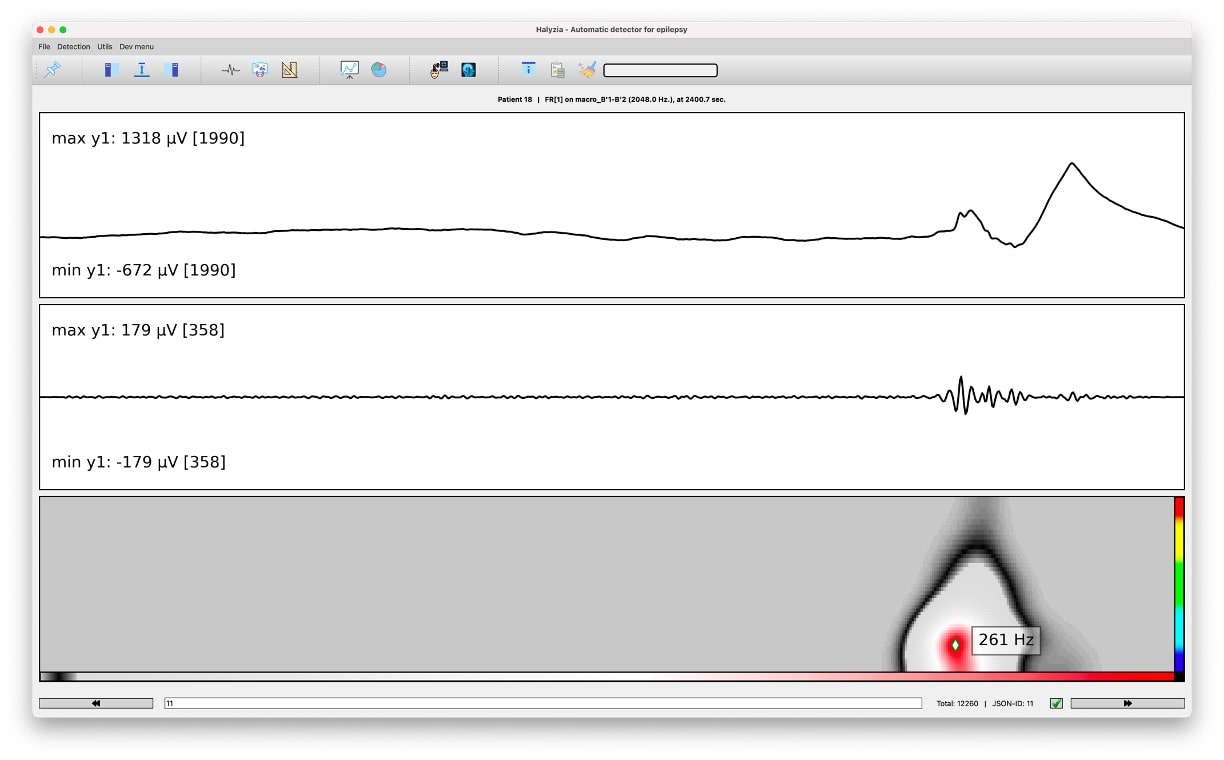 Halyzia - Automatic detector for epilepsy
File Detection Utils Dev menu
Patient 18 | FR[1] on macro_B'1-B'2 (2048.0 Hz.), at 2400.7 sec.
max y1: 1318 µV [1990]
min y1: -672 µV [1990]
max y1: 179 µV [358]
min y1: -179 µV [358]
261 Hz
11 Total: 12260 | JSON-ID: 11